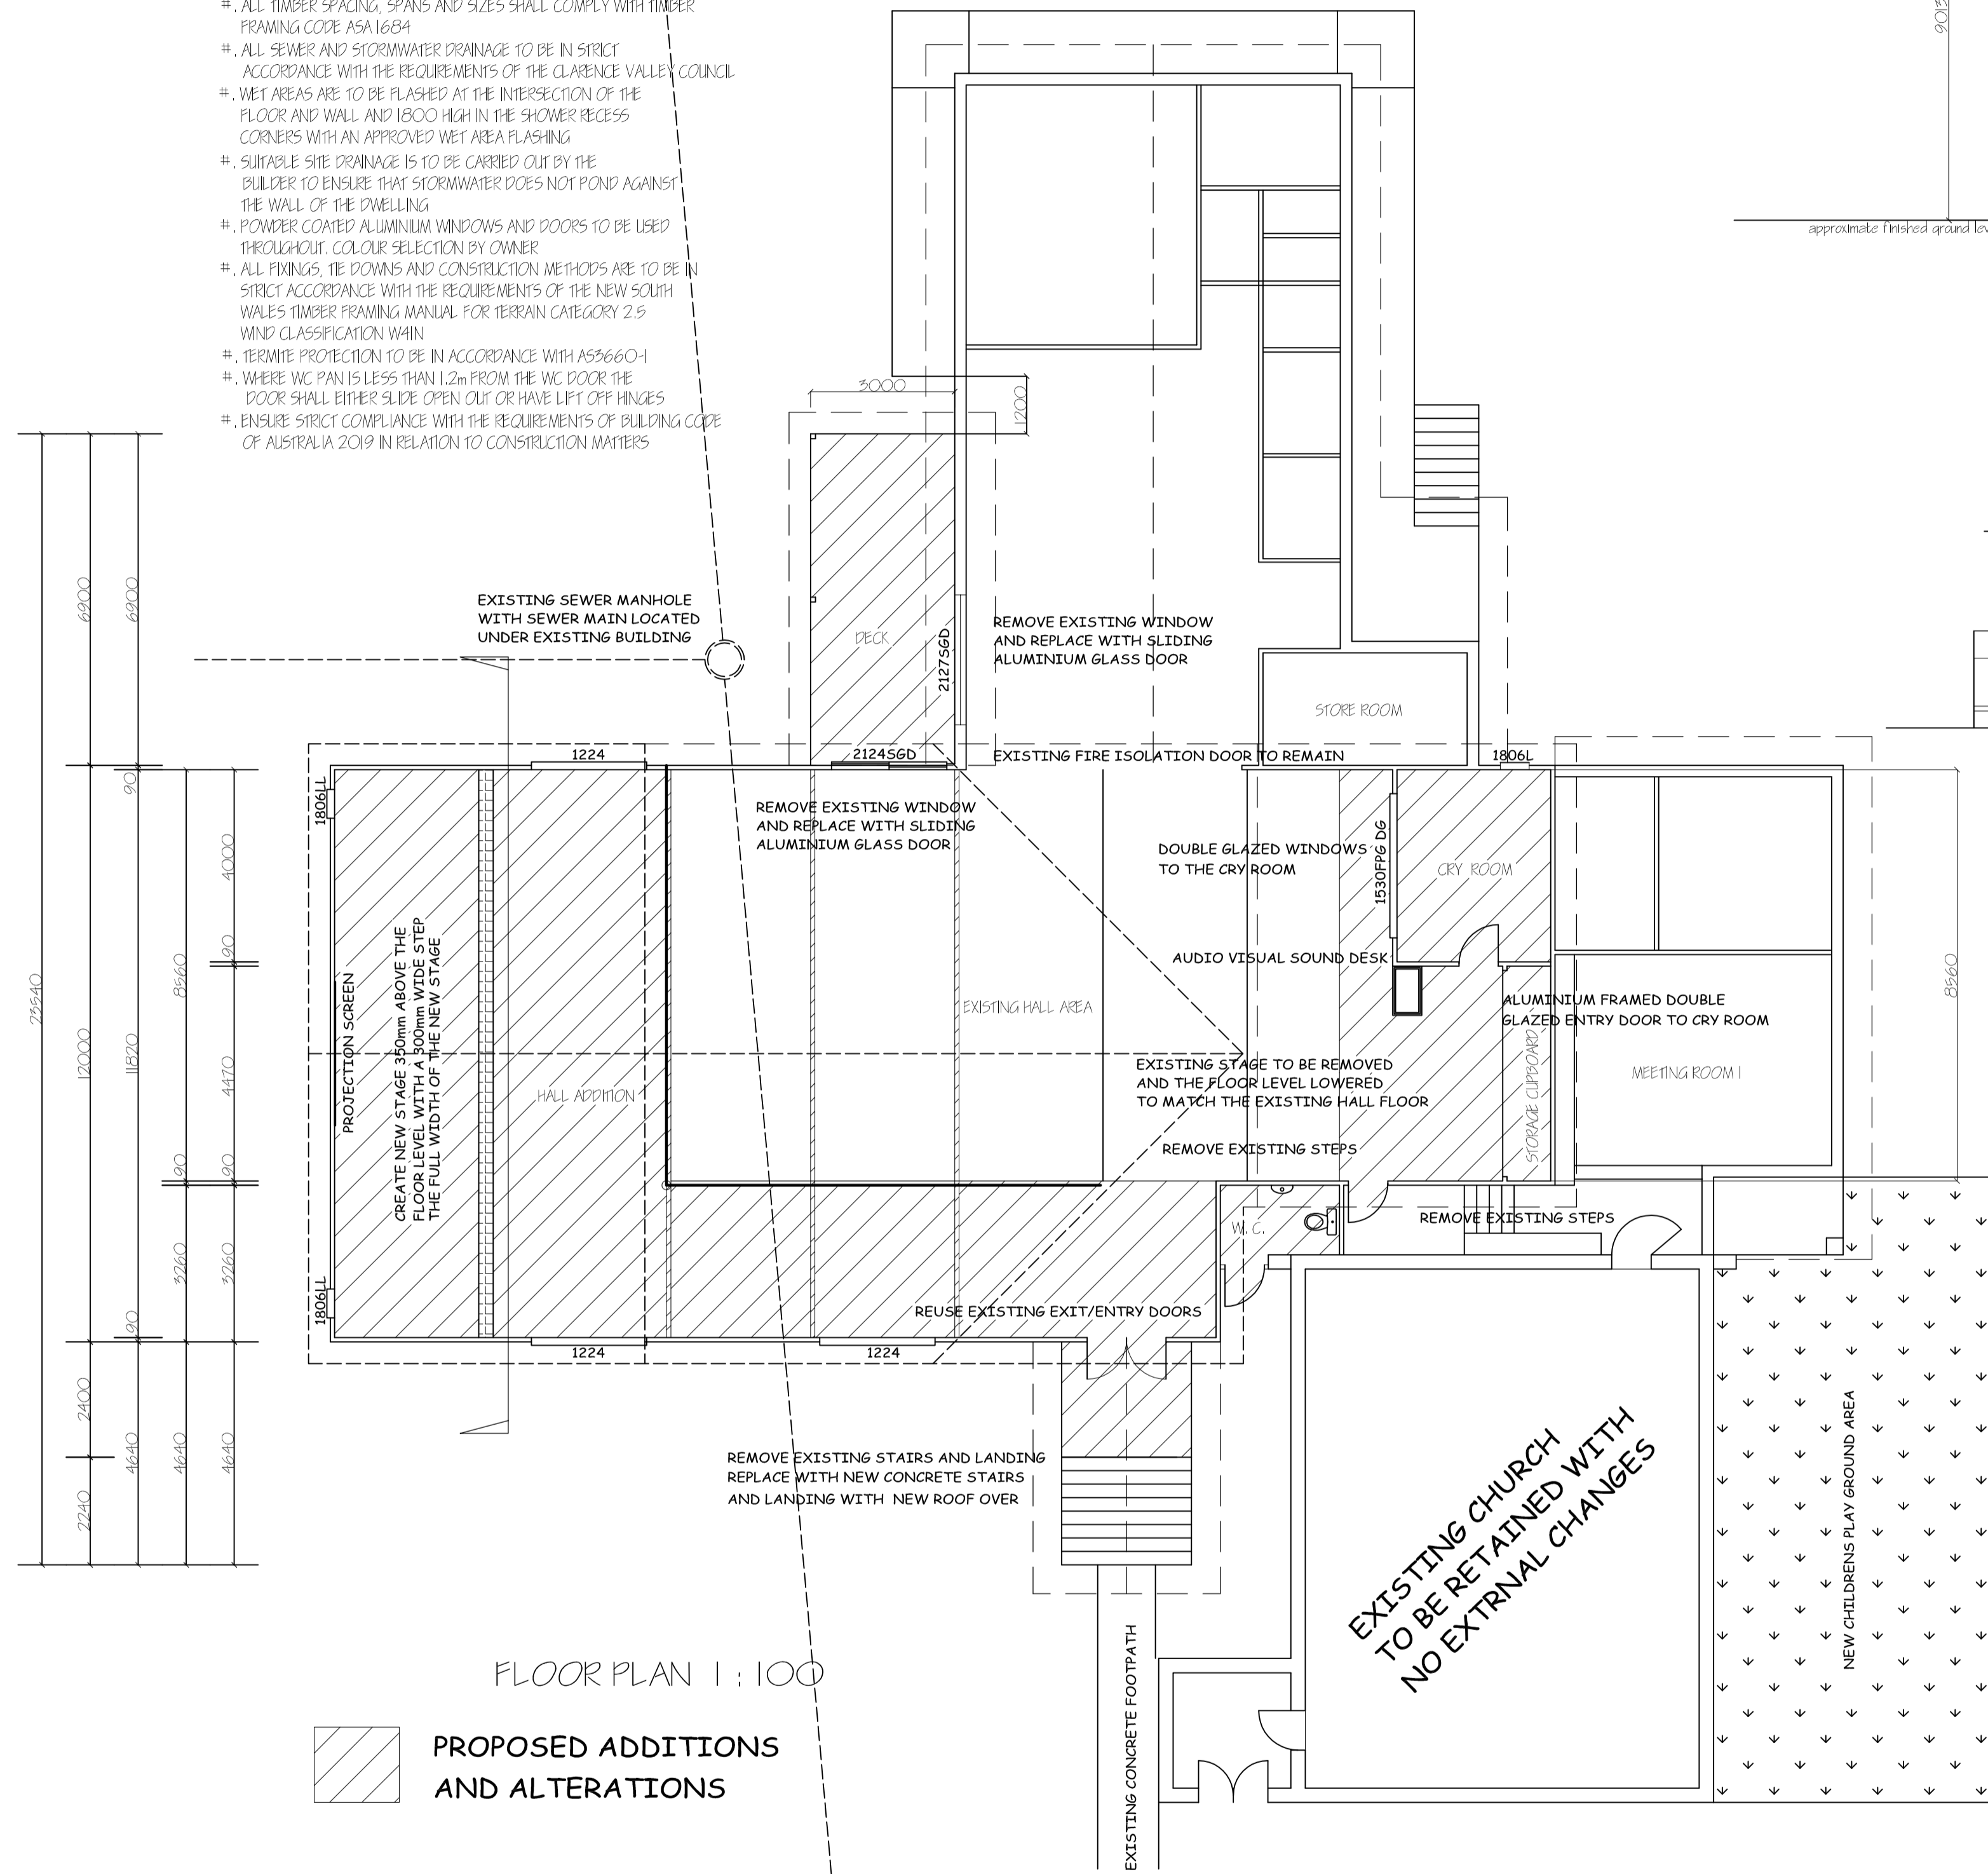 #. ALL TIMBER SPACING, SPANS AND SIZES SHALL COMPLY WITH TIMBER
FRAMING CODE ASA 1684
#. ALL SEWER AND STORMWATER DRAINAGE TO BE IN STRICT
ACCORDANCE WITH THE REQUIREMENTS OF THE CLARENCE VALLEY COUNCIL
#. WET AREAS ARE TO BE FLASHED AT THE INTERSECTION OF THE
FLOOR AND WALL AND 1800 HIGH IN THE SHOWER RECESS
CORNERS WITH AN APPROVED WET AREA FLASHING
#. SUITABLE SITE DRAINAGE IS TO BE CARRIED OUT BY THE
BUILDER TO ENSURE THAT STORMWATER DOES NOT POND AGAINST
THE WALL OF THE DWELLING
#. POWDER COATED ALUMINIUM WINDOWS AND DOORS TO BE USED
THROUGHOUT. COLOUR SELECTION BY OWNER
#. ALL FIXINGS, TIE DOWNS AND CONSTRUCTION METHODS ARE TO BE IN
STRICT ACCORDANCE WITH THE REQUIREMENTS OF THE NEW SOUTH
WALES TIMBER FRAMING MANUAL FOR TERRAIN CATEGORY 2.5
WIND CLASSIFICATION W41N
#. TERMITE PROTECTION TO BE IN ACCORDANCE WITH AS3660-1
#. WHERE WC PAN IS LESS THAN 1.2m FROM THE WC DOOR THE
DOOR SHALL EITHER SLIDE OPEN OUT OR HAVE LIFT OFF HINGES
#. ENSURE STRICT COMPLIANCE WITH THE REQUIREMENTS OF BUILDING CODE
OF AUSTRALIA 2019 IN RELATION TO CONSTRUCTION MATTERS
approximate finished ground lev
3000
1200
6900
6900
EXISTING SEWER MANHOLE
WITH SEWER MAIN LOCATED
UNDER EXISTING BUILDING
DECK
2127SGD
REMOVE EXISTING WINDOW
AND REPLACE WITH SLIDING
ALUMINIUM GLASS DOOR
STORE ROOM
1224
2124SGD
EXISTING FIRE ISOLATION DOOR TO REMAIN
1806L
1806LL
REMOVE EXISTING WINDOW
AND REPLACE WITH SLIDING
ALUMINIUM GLASS DOOR
DOUBLE GLAZED WINDOWS
TO THE CRY ROOM
1530FPG DG
CRY ROOM
AUDIO VISUAL SOUND DESK
ALUMINIUM FRAMED DOUBLE
GLAZED ENTRY DOOR TO CRY ROOM
PROJECTION SCREEN
CREATE NEW STAGE 350mm ABOVE THE
FLOOR LEVEL WITH A 300mm WIDE STEP
THE FULL WIDTH OF THE NEW STAGE
HALL ADDITION
EXISTING HALL AREA
EXISTING STAGE TO BE REMOVED
AND THE FLOOR LEVEL LOWERED
TO MATCH THE EXISTING HALL FLOOR
REMOVE EXISTING STEPS
STORAGE CUPBOARD
MEETING ROOM 1
W.C.
REMOVE EXISTING STEPS
REUSE EXISTING EXIT/ENTRY DOORS
1806LL
1224
1224
23540
12000
90
11820
90
8560
90
3260
4000
90
4470
90
3260
8560
2400
2240
4640
4640
4640
REMOVE EXISTING STAIRS AND LANDING
REPLACE WITH NEW CONCRETE STAIRS
AND LANDING WITH NEW ROOF OVER
EXISTING CHURCH
TO BE RETAINED WITH
NO EXTRNAL CHANGES
NEW CHILDRENS PLAY GROUND AREA
EXISTING CONCRETE FOOTPATH
FLOOR PLAN 1 : 100
PROPOSED ADDITIONS
AND ALTERATIONS